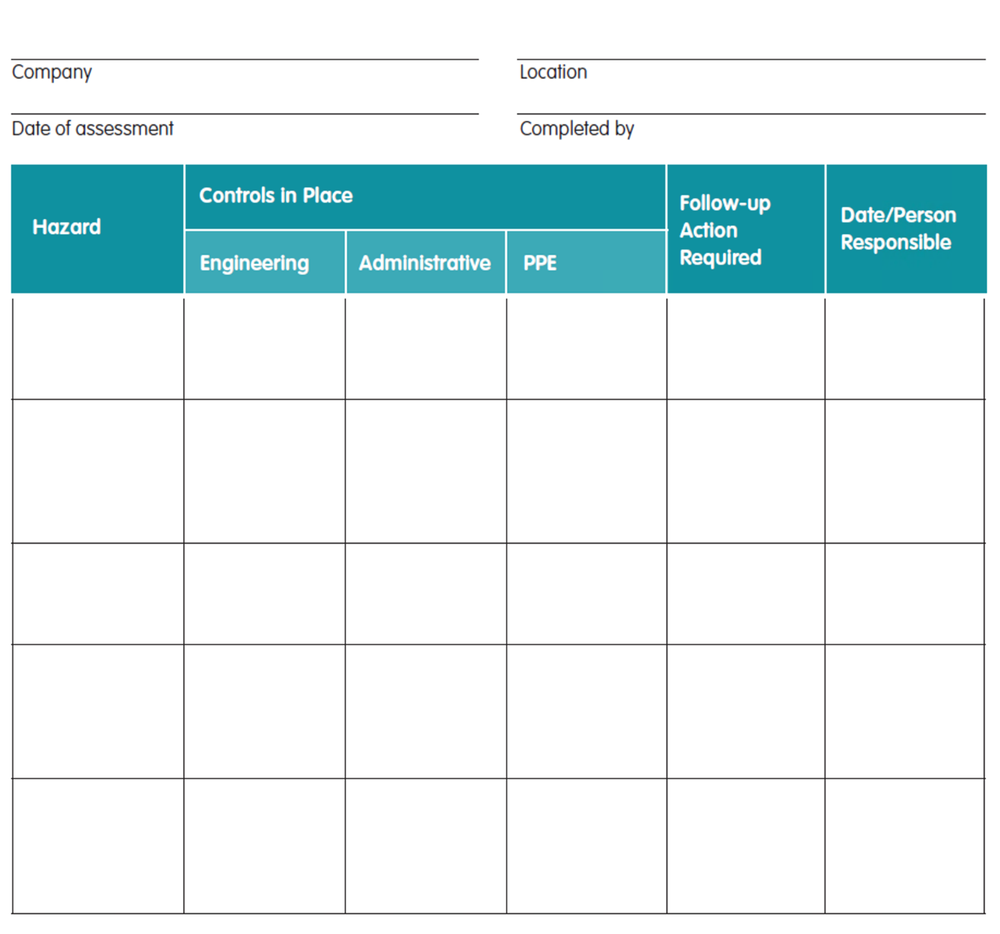 Company
Location
Date of assessment
Completed by
Hazard
Controls in Place
Engineering
Administrative
PPE
Follow-up
Action
Required
Date/Person
Responsible